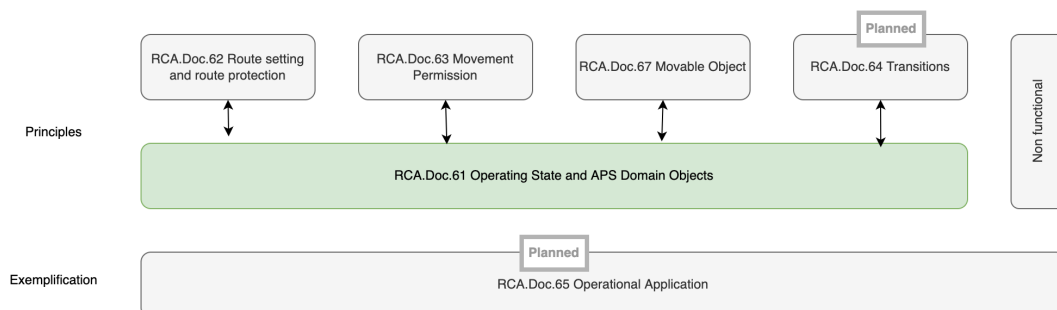 Planned
RCA.Doc.62 Route setting
and route protection
RCA.Doc.63 Movement
Permission
RCA.Doc.67 Movable Object
RCA.Doc.64 Transitions
Non functional
Principles
RCA.Doc.61 Operating State and APS Domain Objects
Planned
Exemplification
RCA.Doc.65 Operational Application